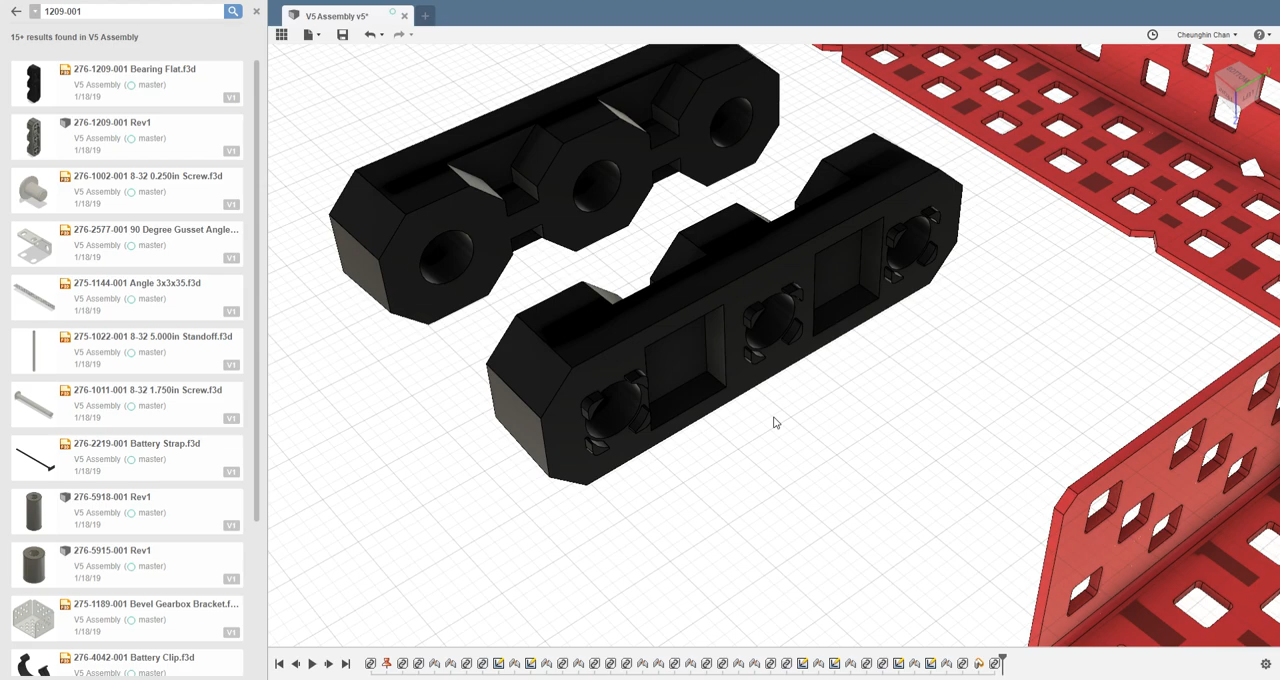 1209-001
V5 Assembly v5*
15+ results found in V5 Assembly
Cheunghin Chan
276-1209-001 Bearing Flat.f3d
V5 Assembly (master)
1/18/19
V1
276-1209-001 Rev1
V5 Assembly (master)
1/18/19
V1
276-1002-001 8-32 0.250in Screw.f3d
V5 Assembly (master)
1/18/19
V1
276-2577-001 90 Degree Gusset Angle...
V5 Assembly (master)
1/18/19
V1
275-1144-001 Angle 3x3x35.f3d
V5 Assembly (master)
1/18/19
V1
275-1022-001 8-32 5.000in Standoff.f3d
V5 Assembly (master)
1/18/19
V1
276-1011-001 8-32 1.750in Screw.f3d
V5 Assembly (master)
1/18/19
V1
276-2219-001 Battery Strap.f3d
V5 Assembly (master)
1/18/19
V1
276-5918-001 Rev1
V5 Assembly (master)
1/18/19
V1
276-5915-001 Rev1
V5 Assembly (master)
1/18/19
V1
275-1189-001 Bevel Gearbox Bracket.f...
V5 Assembly (master)
1/18/19
V1
276-4042-001 Battery Clip.f3d
V5 Assembly (master)